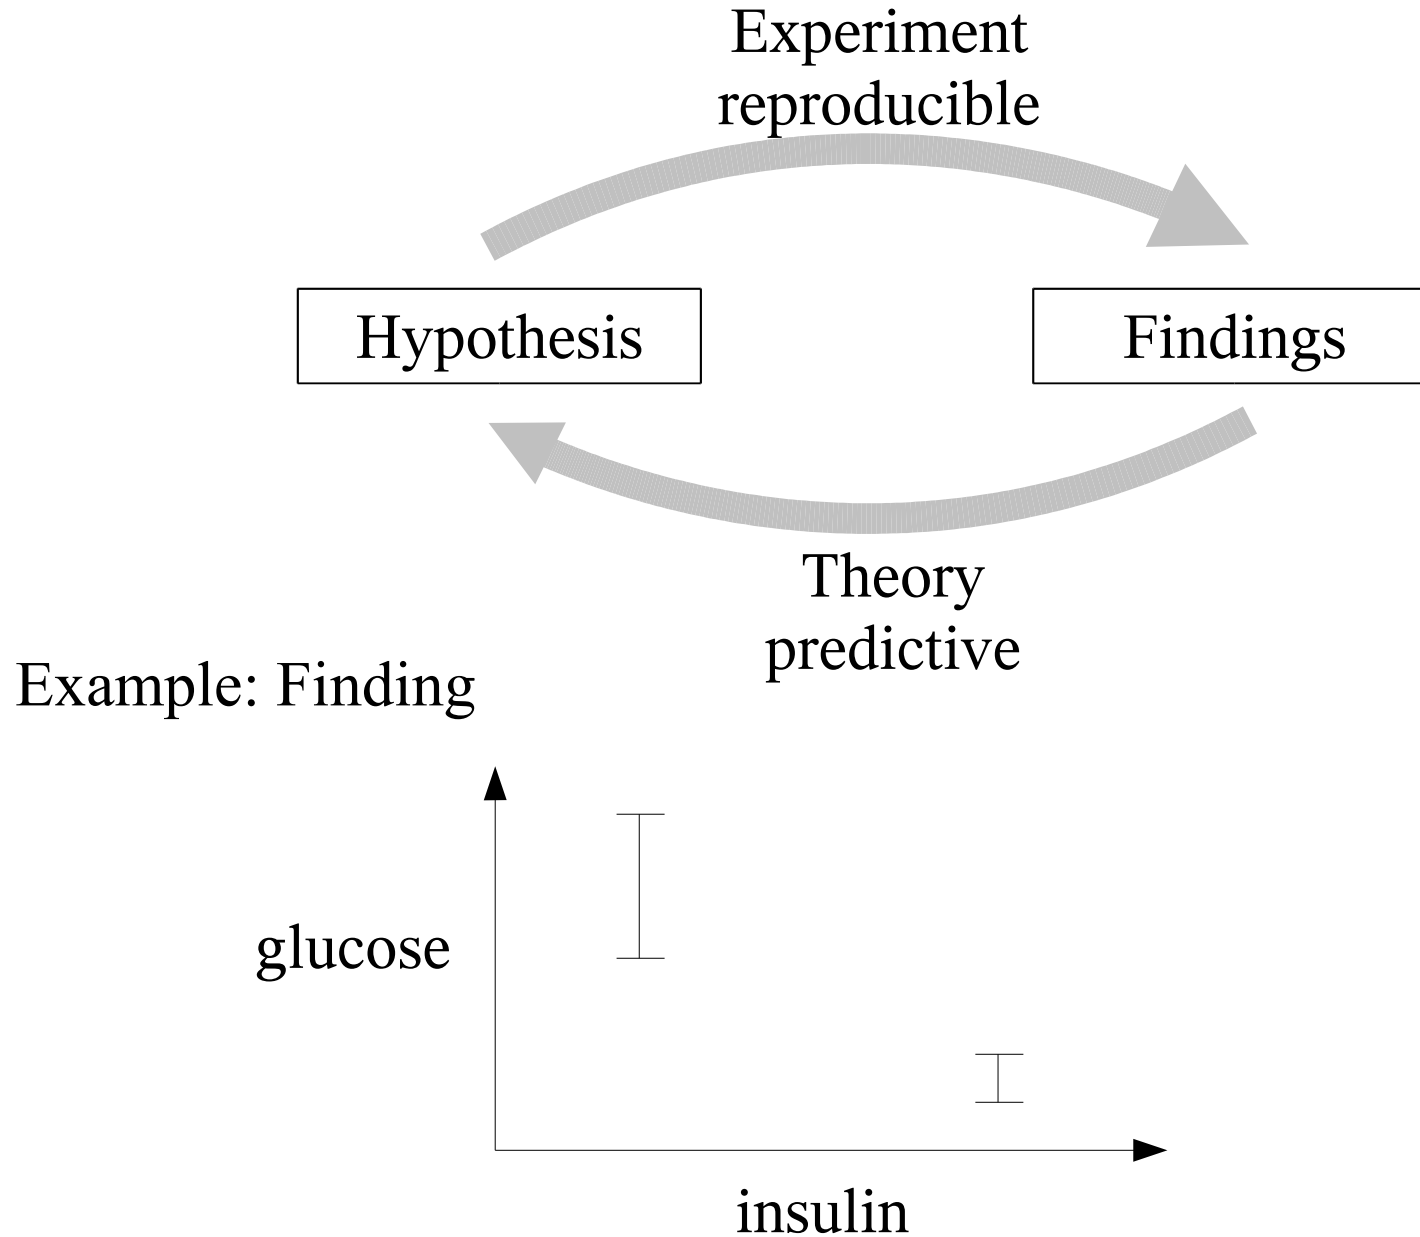 Experiment
reproducible
Hypothesis
Findings
Theory
predictive
Example: Finding
glucose
insulin